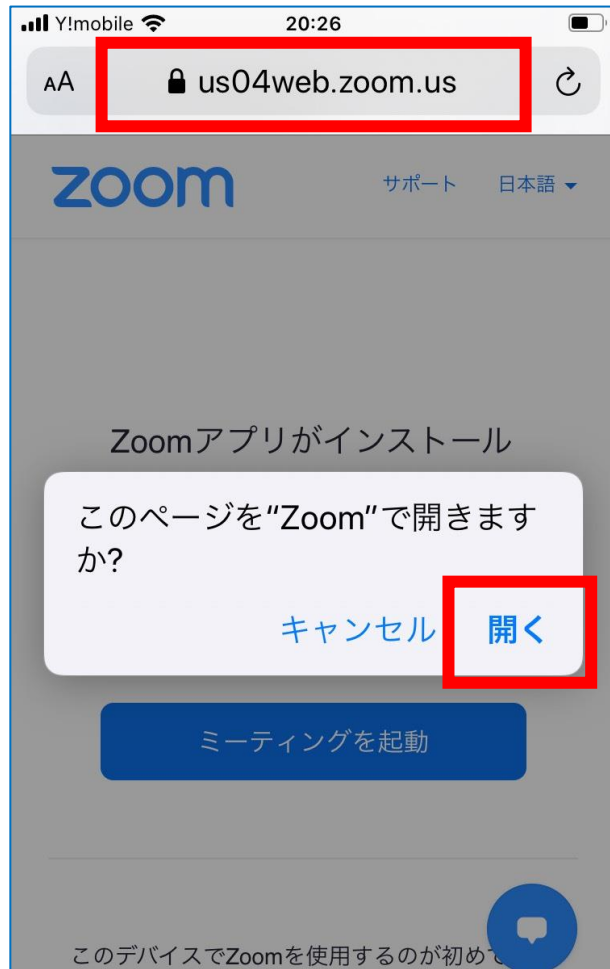 Y!mobile 20:26
AA us04web.zoom.us
zoom サポート 日本語
Zoomアプリがインストール
このページを"Zoom"で開きます
か?
キャンセル 開く
ミーティングを起動
このデバイスでZoomを使用するのが初めて